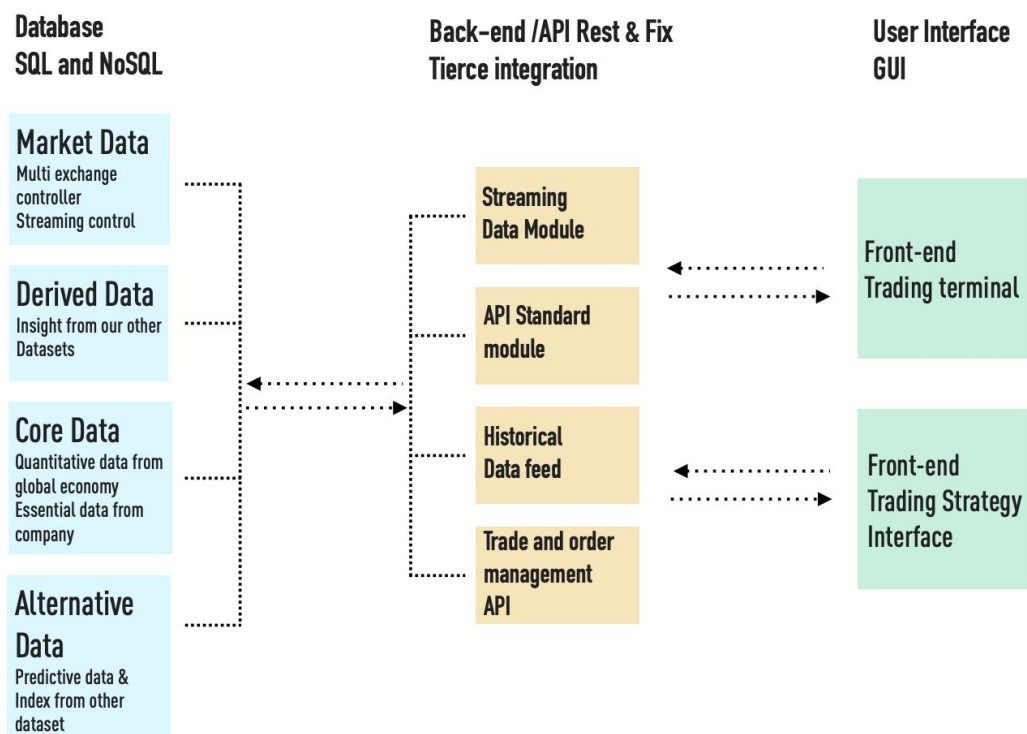 Database
SQL and NoSQL
Back-end /API Rest & Fix
Tierce integration
User Interface
GUI
Market Data
Multi exchange
controller
Streaming control
Derived Data
Insight from our other
Datasets
Core Data
Quantitative data from
global economy
Essential data from
company
Alternative
Data
Predictive data &
Index from other
dataset
Streaming
Data Module
API Standard
module
Historical
Data feed
Trade and order
management
API
Front-end
Trading terminal
Front-end
Trading Strategy
Interface